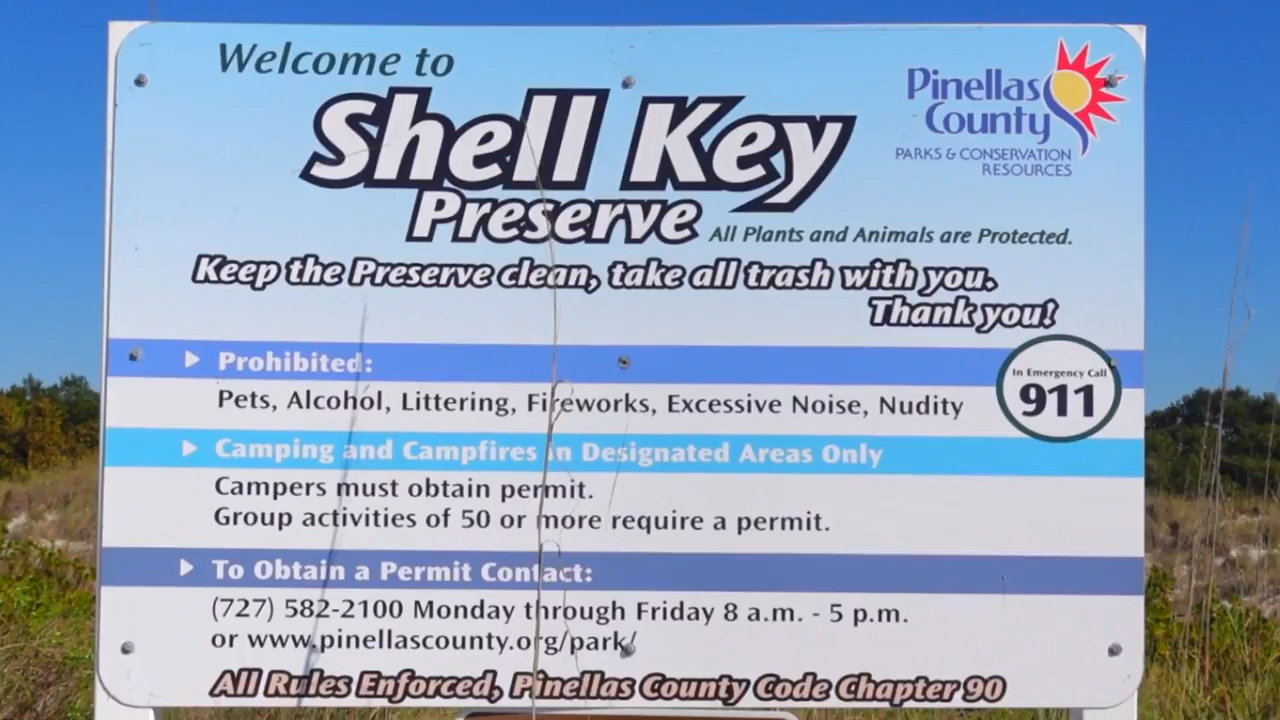 Welcome to
Shell Key
Preserve
All Plants and Animals are Protected.
Pinellas
County
PARKS & CONSERVATION
RESOURCES
Keep the Preserve clean, take all trash with you.
Thank you!
Prohibited:
Pets, Alcohol, Littering, Fireworks, Excessive Noise, Nudity
In Emergency Call
911
Camping and Campfires in Designated Areas Only
Campers must obtain permit.
Group activities of 50 or more require a permit.
To Obtain a Permit Contact:
(727) 582-2100 Monday through Friday 8 a.m. - 5 p.m.
or www.pinellascounty.org/park/
All Rules Enforced, Pinellas County Code Chapter 90